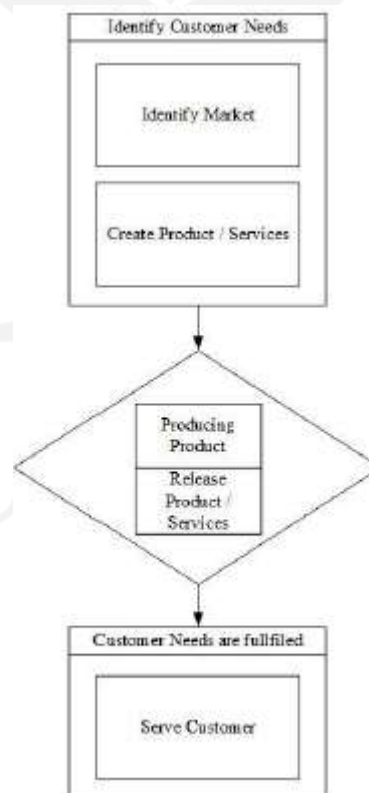 Identify Customer Needs
Identify Market
Create Product / Services
Producing
Product
Release
Product /
Services
Customer Needs are fullfiled
Serve Customer